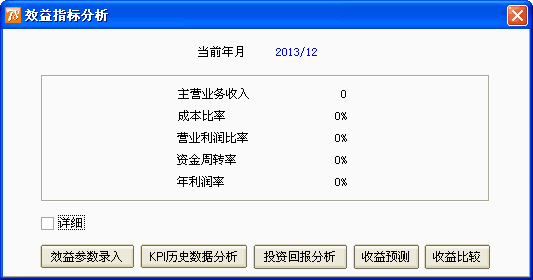 效益指标分析
当前年月 2013/12
主营业务收入 0
成本比率 0%
营业利润比率 0%
资金周转率 0%
年利润率 0%
详细
效益参数录入 KPI历史数据分析 投资回报分析 收益预测 收益比较